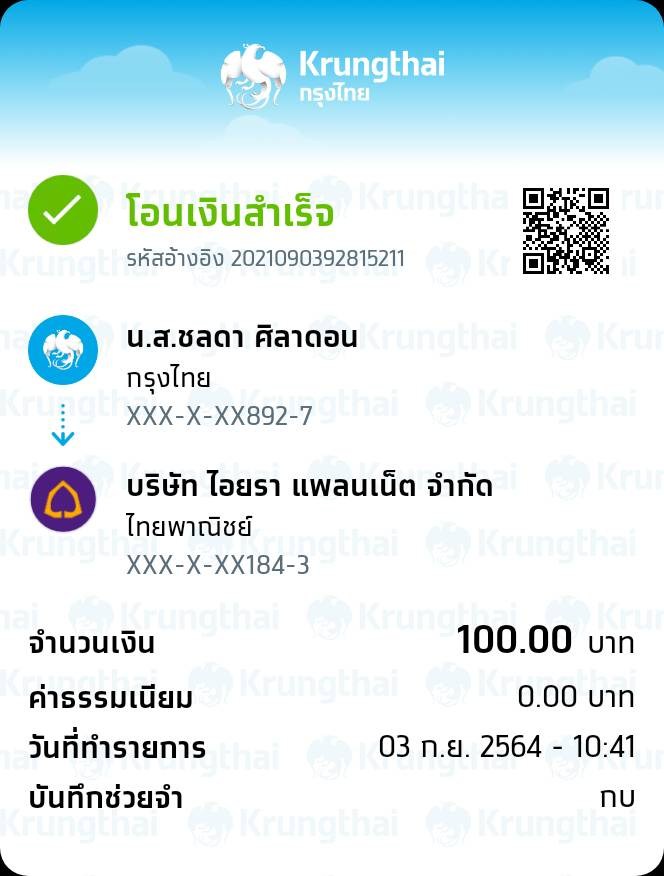 Krungthai
กรุงไทย
โอนเงินสำเร็จ
รหัสอ้างอิง 2021090392815211
น.ส.ชลดา ศิลาดอน
กรุงไทย
XXX-X-XX892-7
บริษัท ไอยรา แพลนเน็ต จำกัด
ไทยพาณิชย์
XXX-X-XX184-3
จำนวนเงิน 100.00 บาท
ค่าธรรมเนียม 0.00 บาท
วันที่ทำรายการ 03 ก.ย. 2564 - 10:41
บันทึกช่วยจำ กบ